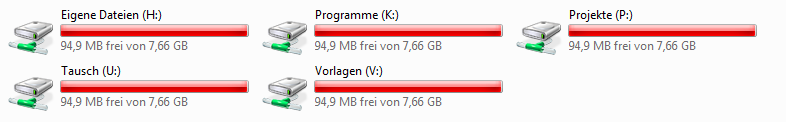 Eigene Dateien (H:)
94,9 MB frei von 7,66 GB
Programme (K:)
94,9 MB frei von 7,66 GB
Projekte (P:)
94,9 MB frei von 7,66 GB
Tausch (U:)
94,9 MB frei von 7,66 GB
Vorlagen (V:)
94,9 MB frei von 7,66 GB